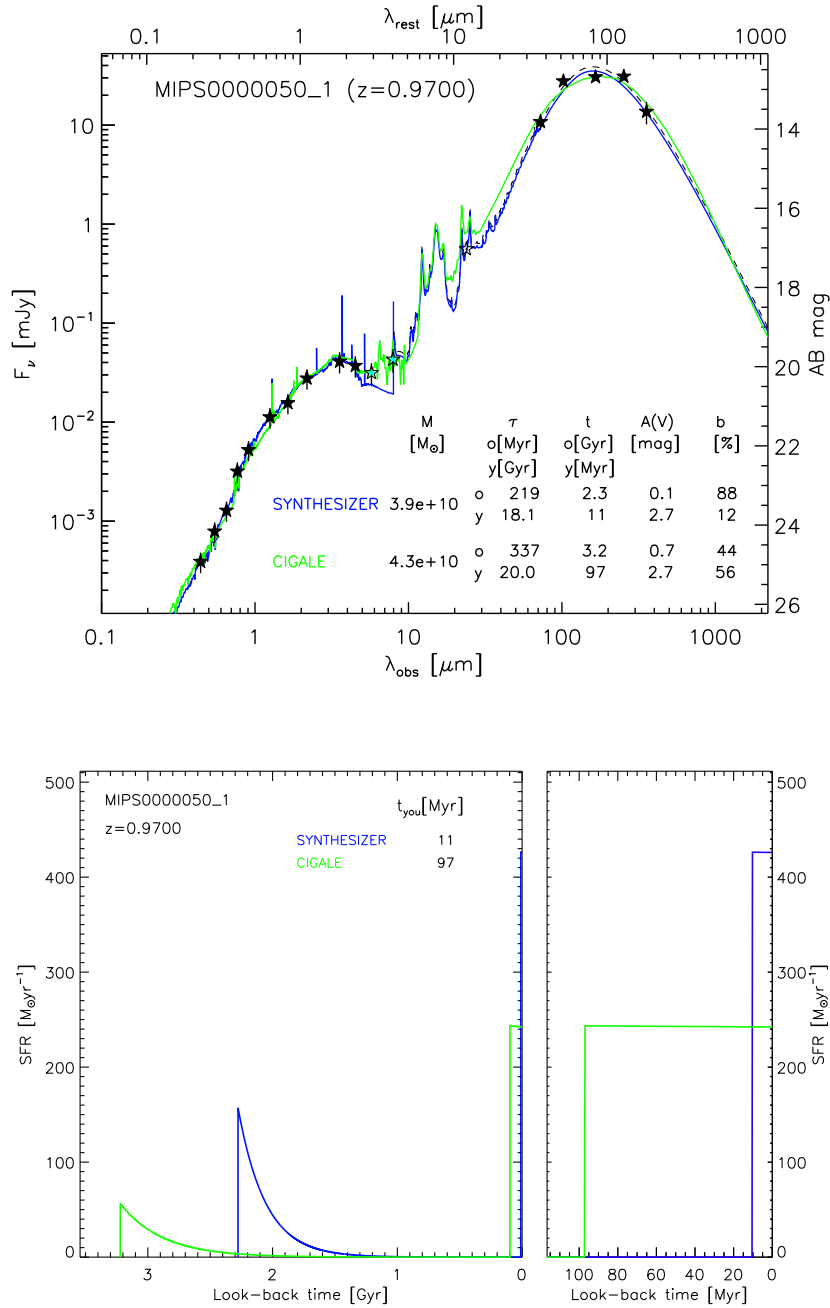 λrest [μm]
0.1 1 10 100 1000
MIPS0000050_1 (z=0.9700)
10
1
10⁻¹
10⁻²
10⁻³
Fν [mJy]
14
16
18
20
22
24
26
AB mag
M τ t A(V) b
[M⊙] o[Myr] o[Gyr] [mag] [%]
y[Gyr] y[Myr]
o 219 2.3 0.1 88
SYNTHESIZER 3.9e+10
y 18.1 11 2.7 12
o 337 3.2 0.7 44
CIGALE 4.3e+10
y 20.0 97 2.7 56
0.1 1 10 100 1000
λobs [μm]
MIPS0000050_1
z=0.9700
tyou[Myr]
SYNTHESIZER 11
CIGALE 97
500
400
300
200
100
0
SFR [M⊙yr⁻¹]
3 2 1 0
Look-back time [Gyr]
500
400
300
200
100
0
SFR [M⊙yr⁻¹]
100 80 60 40 20 0
Look-back time [Myr]